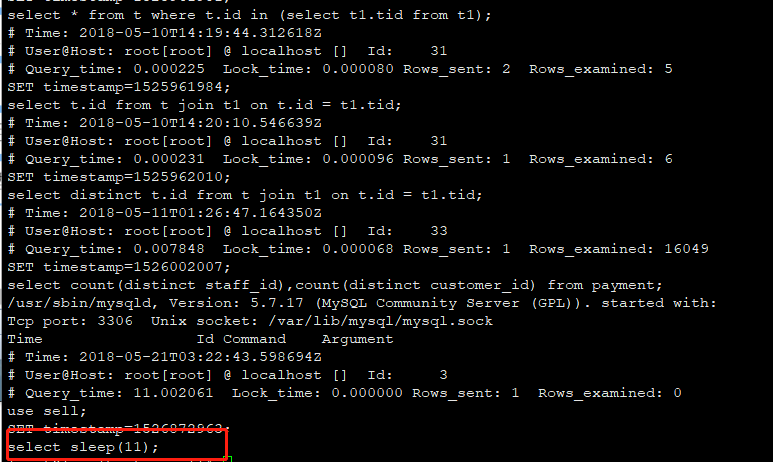 select * from t where t.id in (select t1.tid from t1);
# Time: 2018-05-10T14:19:44.312618Z
# User@Host: root[root] @ localhost []  Id:    31
# Query_time: 0.000225  Lock_time: 0.000080 Rows_sent: 2  Rows_examined: 5
SET timestamp=1525961984;
select t.id from t join t1 on t.id = t1.tid;
# Time: 2018-05-10T14:20:10.546639Z
# User@Host: root[root] @ localhost []  Id:    31
# Query_time: 0.000231  Lock_time: 0.000096 Rows_sent: 1  Rows_examined: 6
SET timestamp=1525962010;
select distinct t.id from t join t1 on t.id = t1.tid;
# Time: 2018-05-11T01:26:47.164350Z
# User@Host: root[root] @ localhost []  Id:    33
# Query_time: 0.007848  Lock_time: 0.000068 Rows_sent: 1  Rows_examined: 16049
SET timestamp=1526002007;
select count(distinct staff_id),count(distinct customer_id) from payment;
/usr/sbin/mysqld, Version: 5.7.17 (MySQL Community Server (GPL)). started with:
Tcp port: 3306  Unix socket: /var/lib/mysql/mysql.sock
Time                 Id Command    Argument
# Time: 2018-05-21T03:22:43.598694Z
# User@Host: root[root] @ localhost []  Id:     3
# Query_time: 11.002061  Lock_time: 0.000000 Rows_sent: 1  Rows_examined: 0
use sell;
SET timestamp=1526872963;
select sleep(11);